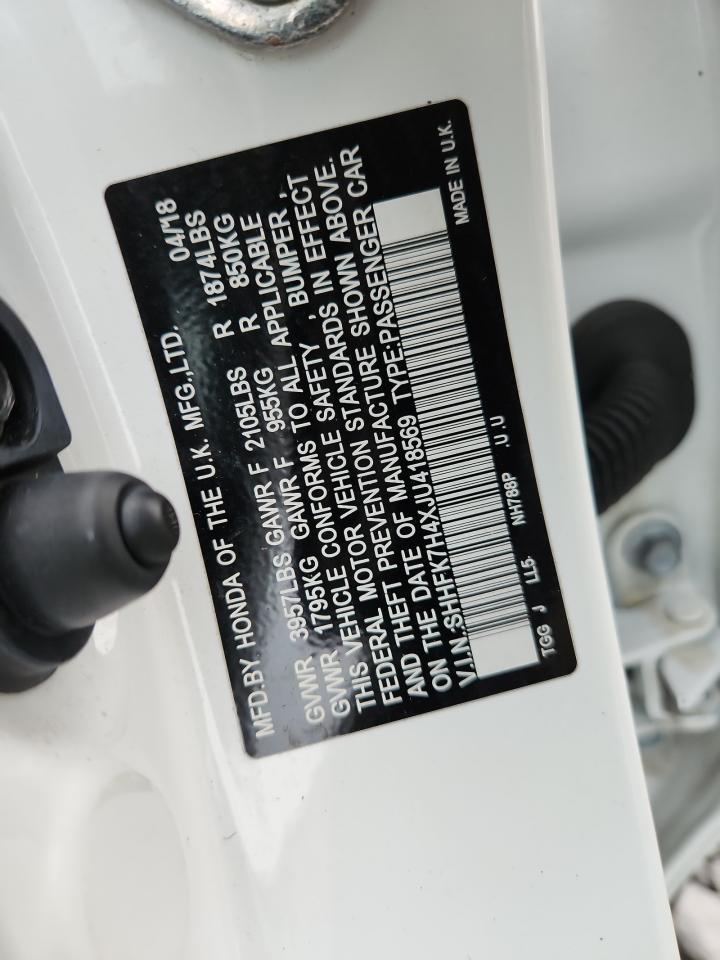 MFD.BY HONDA OF THE U.K. MFG.,LTD. 04/18
GVWR 3957LBS GAWR F 2105LBS R 1874LBS
GVWR 1795KG GAWR F 955KG R 850KG
THIS VEHICLE CONFORMS TO ALL APPLICABLE
FEDERAL MOTOR VEHICLE SAFETY , BUMPER ,
AND THEFT PREVENTION STANDARDS IN EFFECT
ON THE DATE OF MANUFACTURE SHOWN ABOVE.
V.I.N.:SHHFK7H4XJU418569 TYPE:PASSENGER CAR
TGG J LL5 NH788P .U.U MADE IN U.K.